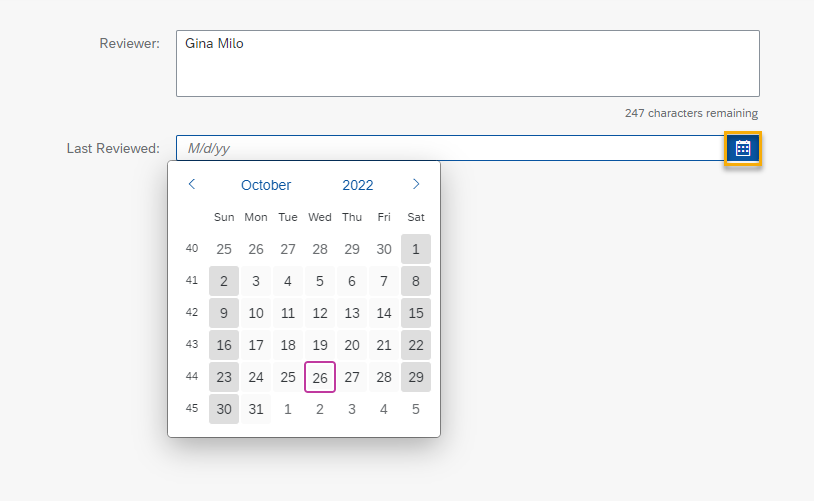 Reviewer: Gina Milo
247 characters remaining
Last Reviewed: M/d/yy
October 2022
Sun Mon Tue Wed Thu Fri Sat
40 25 26 27 28 29 30 1
41 2 3 4 5 6 7 8
42 9 10 11 12 13 14 15
43 16 17 18 19 20 21 22
44 23 24 25 26 27 28 29
45 30 31 1 2 3 4 5